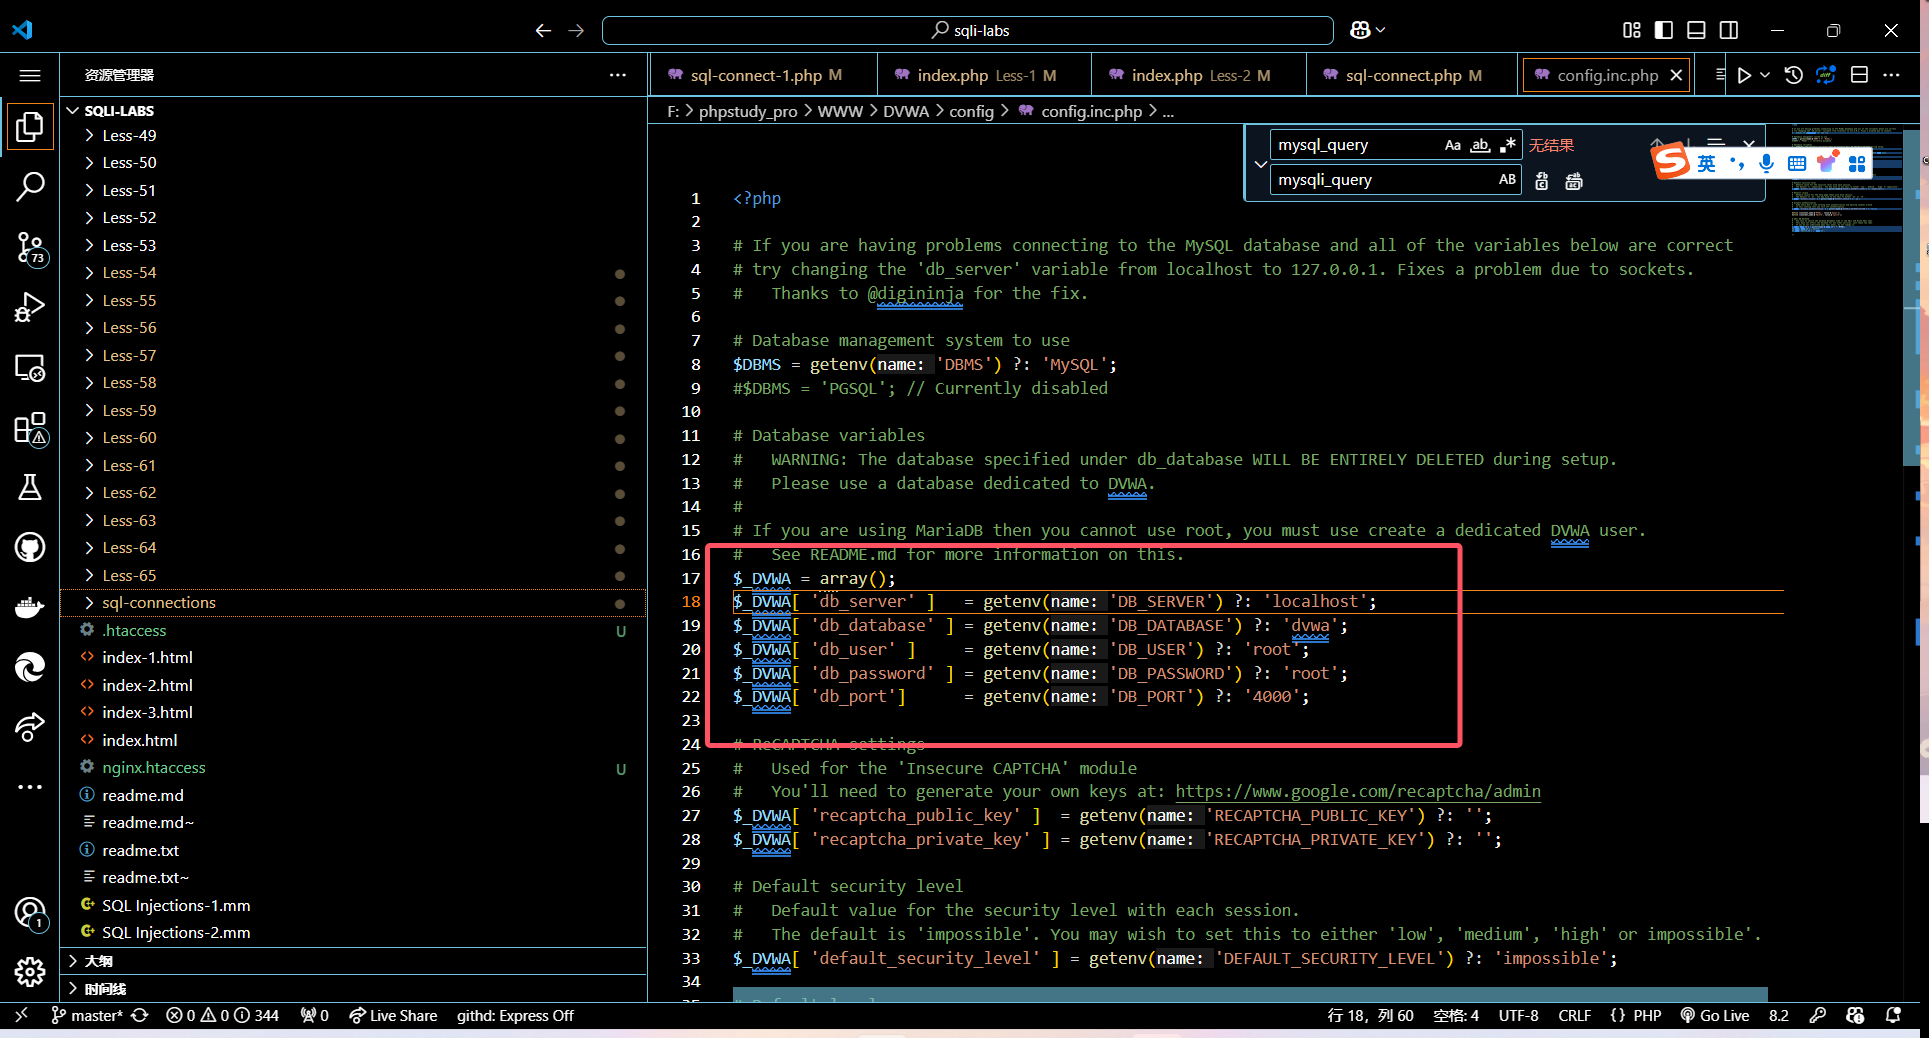 sqli-labs
资源管理器
sql-connect-1.php M
index.php Less-1 M
index.php Less-2 M
sql-connect.php M
config.inc.php
SQLI-LABS
Less-49
Less-50
Less-51
Less-52
Less-53
Less-54
Less-55
Less-56
Less-57
Less-58
Less-59
Less-60
Less-61
Less-62
Less-63
Less-64
Less-65
sql-connections
.htaccess U
index-1.html
index-2.html
index-3.html
index.html
nginx.htaccess U
readme.md
readme.md~
readme.txt
readme.txt~
SQL Injections-1.mm
SQL Injections-2.mm
大纲
时间线
73
1
F: > phpstudy_pro > WWW > DVWA > config > config.inc.php > ...
mysql_query Aa ab .* 无结果
mysqli_query AB
英
1 <?php
2
3 # If you are having problems connecting to the MySQL database and all of the variables below are correct
4 # try changing the 'db_server' variable from localhost to 127.0.0.1. Fixes a problem due to sockets.
5 #   Thanks to @digininja for the fix.
6
7 # Database management system to use
8 $DBMS = getenv(name: 'DBMS') ?: 'MySQL';
9 #$DBMS = 'PGSQL'; // Currently disabled
10
11 # Database variables
12 #   WARNING: The database specified under db_database WILL BE ENTIRELY DELETED during setup.
13 #   Please use a database dedicated to DVWA.
14 #
15 # If you are using MariaDB then you cannot use root, you must use create a dedicated DVWA user.
16 #   See README.md for more information on this.
17 $_DVWA = array();
18 $_DVWA[ 'db_server' ]   = getenv(name: 'DB_SERVER') ?: 'localhost';
19 $_DVWA[ 'db_database' ] = getenv(name: 'DB_DATABASE') ?: 'dvwa';
20 $_DVWA[ 'db_user' ]     = getenv(name: 'DB_USER') ?: 'root';
21 $_DVWA[ 'db_password' ] = getenv(name: 'DB_PASSWORD') ?: 'root';
22 $_DVWA[ 'db_port']      = getenv(name: 'DB_PORT') ?: '4000';
23
24 # ReCAPTCHA settings
25 #   Used for the 'Insecure CAPTCHA' module
26 #   You'll need to generate your own keys at: https://www.google.com/recaptcha/admin
27 $_DVWA[ 'recaptcha_public_key' ]  = getenv(name: 'RECAPTCHA_PUBLIC_KEY') ?: '';
28 $_DVWA[ 'recaptcha_private_key' ] = getenv(name: 'RECAPTCHA_PRIVATE_KEY') ?: '';
29
30 # Default security level
31 #   Default value for the security level with each session.
32 #   The default is 'impossible'. You may wish to set this to either 'low', 'medium', 'high' or impossible'.
33 $_DVWA[ 'default_security_level' ] = getenv(name: 'DEFAULT_SECURITY_LEVEL') ?: 'impossible';
34
master* 0 0 344 0 Live Share githd: Express Off
行 18，列 60 空格: 4 UTF-8 CRLF {} PHP Go Live 8.2